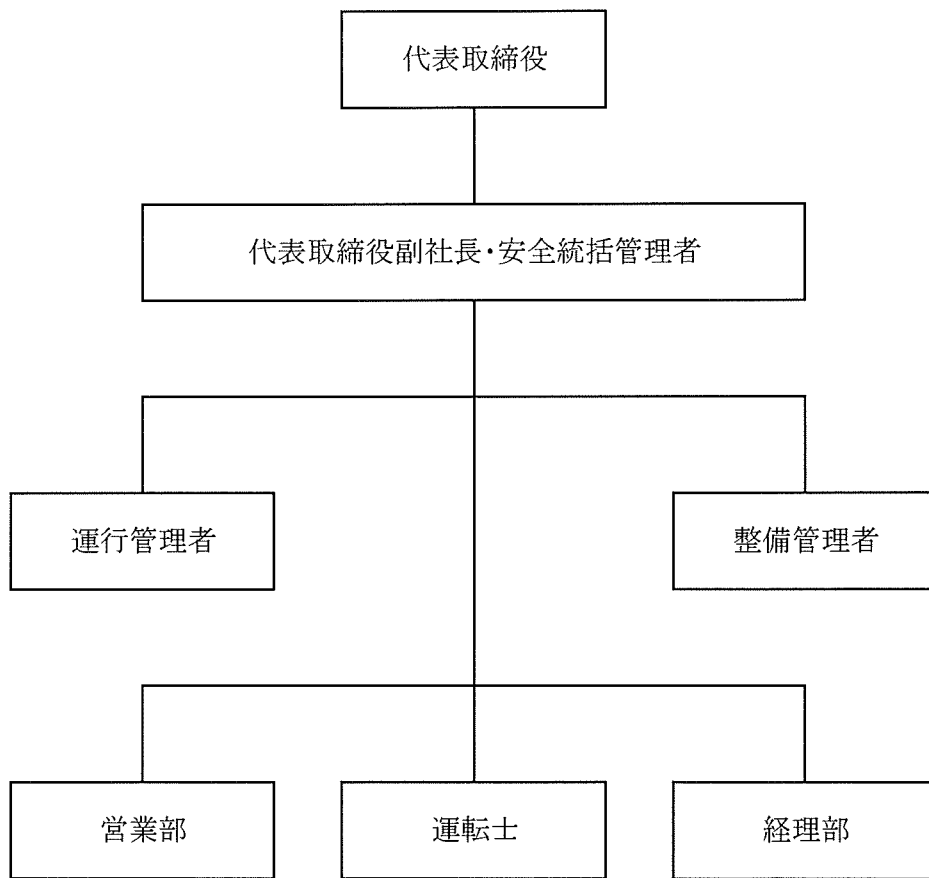 代表取締役
代表取締役副社長・安全統括管理者
運行管理者
整備管理者
営業部
運転士
経理部